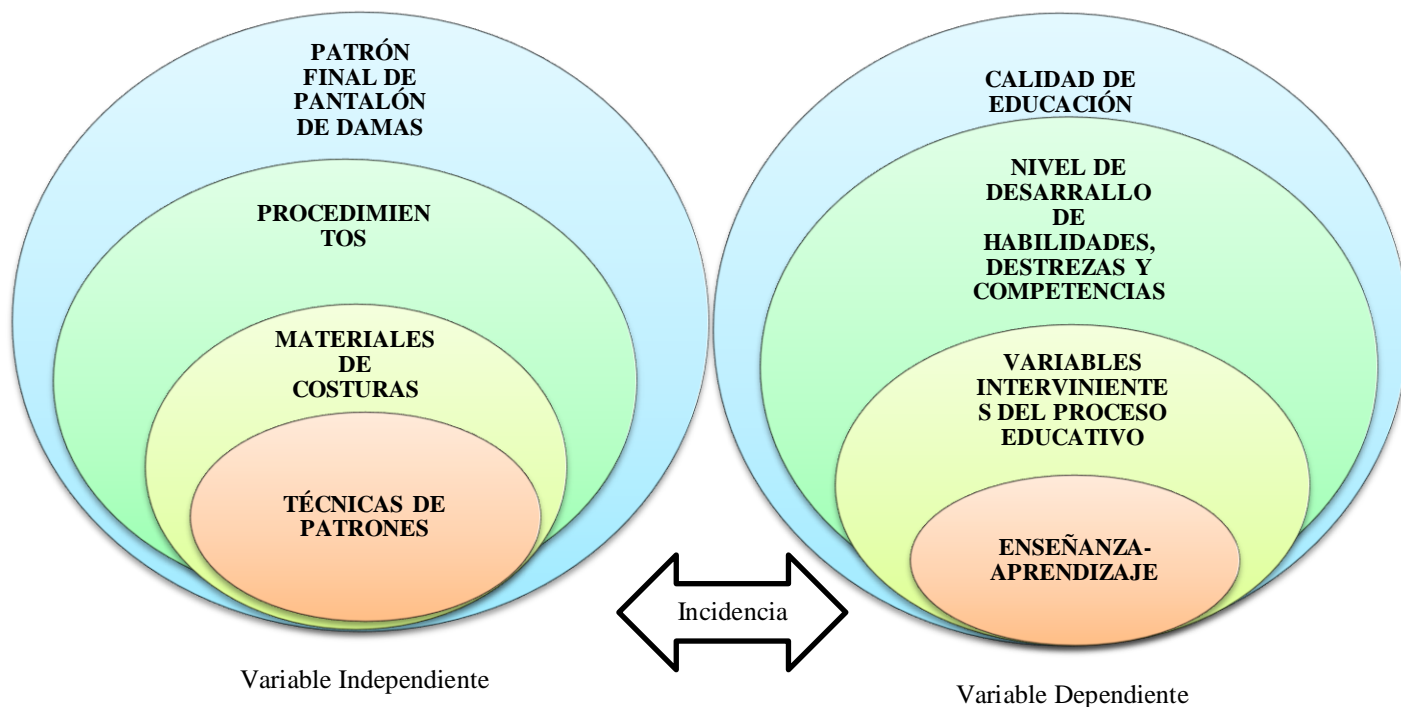 PATRÓN
FINAL DE
PANTALÓN
DE DAMAS
PROCEDIMIEN
TOS
MATERIALES
DE
COSTURAS
TÉCNICAS DE
PATRONES
Variable Independiente
Incidencia
CALIDAD DE
EDUCACIÓN
NIVEL DE
DESARRALLO
DE
HABILIDADES,
DESTREZAS Y
COMPETENCIAS
VARIABLES
INTERVINIENTE
S DEL PROCESO
EDUCATIVO
ENSEÑANZA-
APRENDIZAJE
Variable Dependiente